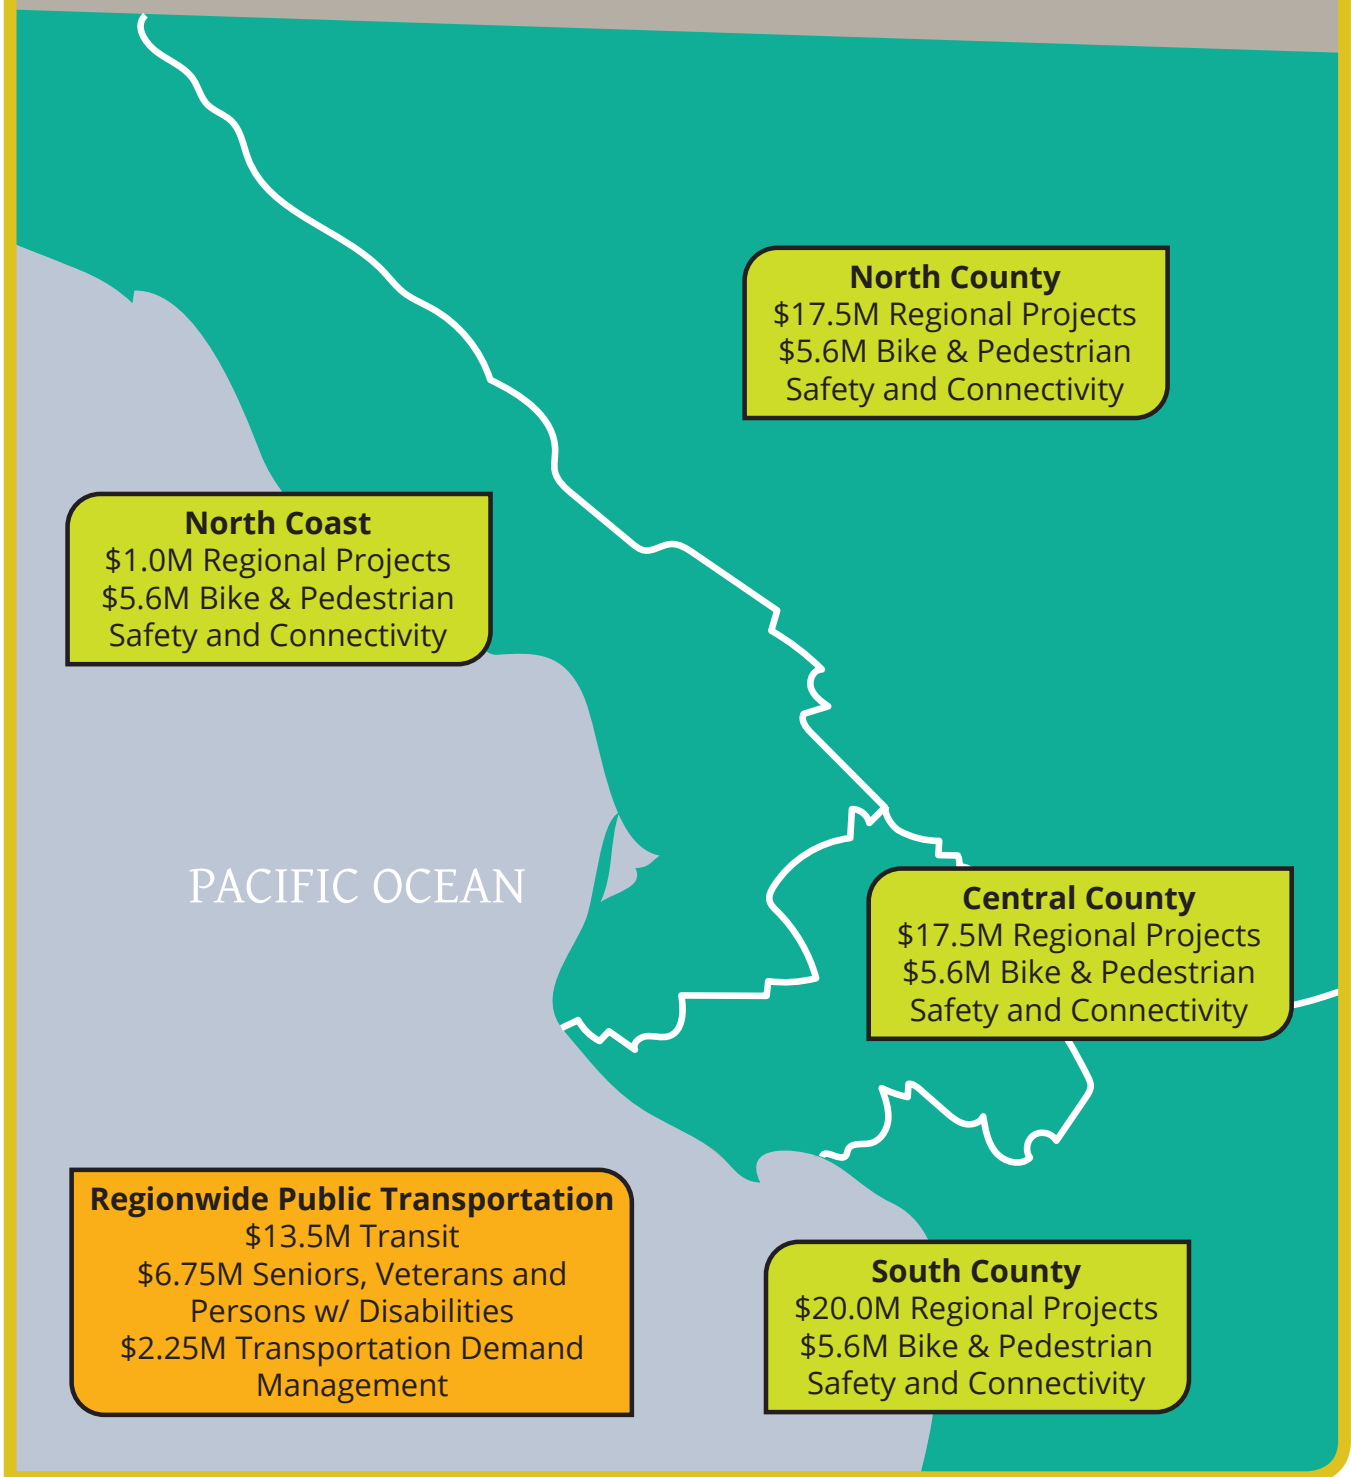 North County
$17.5M Regional Projects
$5.6M Bike & Pedestrian
Safety and Connectivity
North Coast
$1.0M Regional Projects
$5.6M Bike & Pedestrian
Safety and Connectivity
PACIFIC OCEAN
Central County
$17.5M Regional Projects
$5.6M Bike & Pedestrian
Safety and Connectivity
Regionwide Public Transportation
$13.5M Transit
$6.75M Seniors, Veterans and
Persons w/ Disabilities
$2.25M Transportation Demand
Management
South County
$20.0M Regional Projects
$5.6M Bike & Pedestrian
Safety and Connectivity